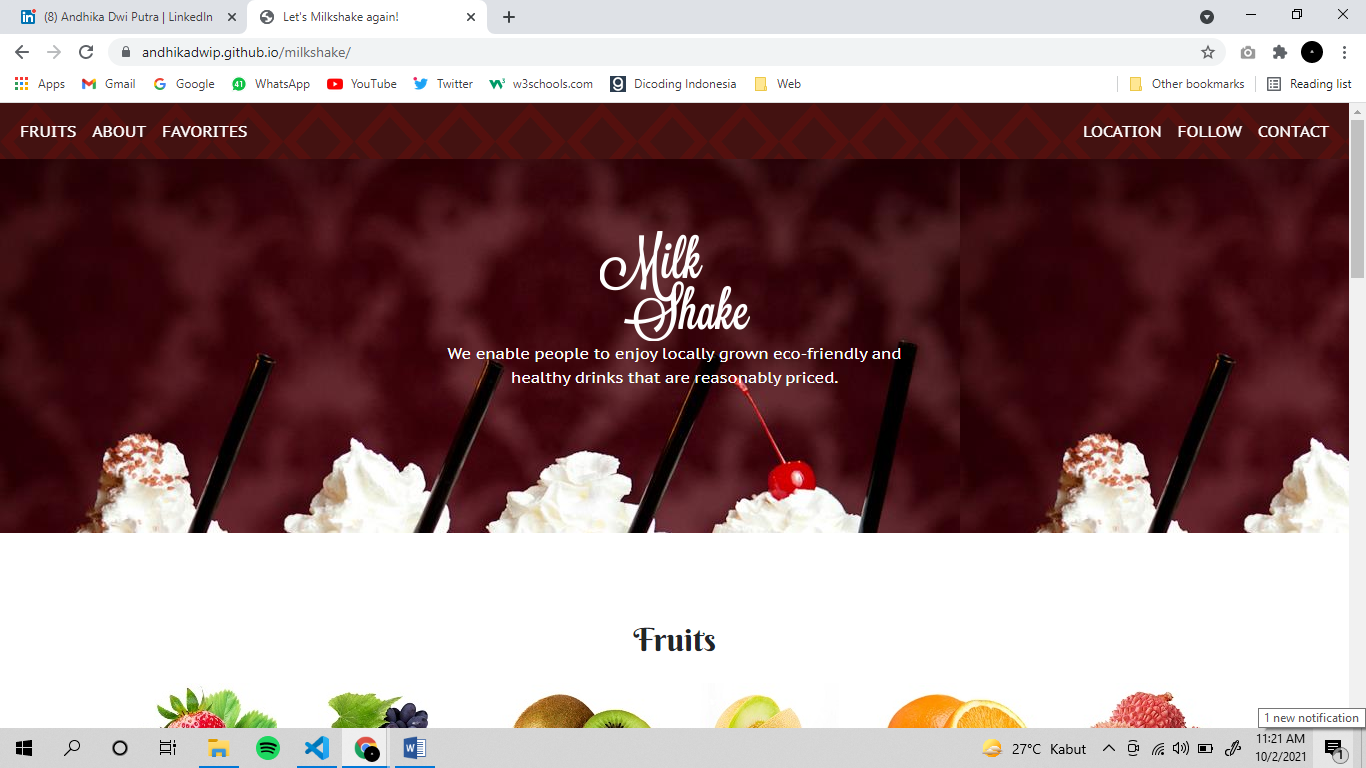 (8) Andhika Dwi Putra | LinkedIn
Let's Milkshake again!
andhikadwip.github.io/milkshake/
Apps Gmail Google 41 WhatsApp YouTube Twitter w3schools.com Dicoding Indonesia Web Other bookmarks Reading list
FRUITS ABOUT FAVORITES LOCATION FOLLOW CONTACT
Milk
Shake
We enable people to enjoy locally grown eco-friendly and
healthy drinks that are reasonably priced.
Fruits
1 new notification
27°C Kabut
11:21 AM
10/2/2021
1